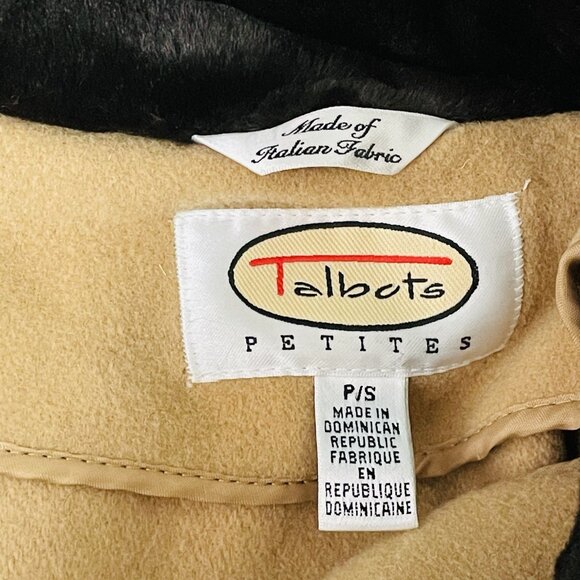 Made of
Italian Fabric
Talbots
PETITES
P/S
MADE IN
DOMINICAN
REPUBLIC
FABRIQUE
EN
REPUBLIQUE
DOMINICAINE